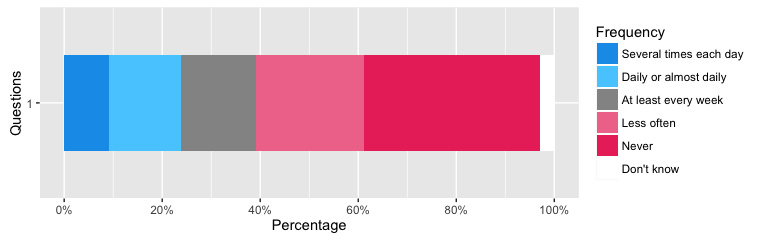 Questions
1
0%
20%
40%
60%
80%
100%
Percentage
Frequency
Several times each day
Daily or almost daily
At least every week
Less often
Never
Don't know